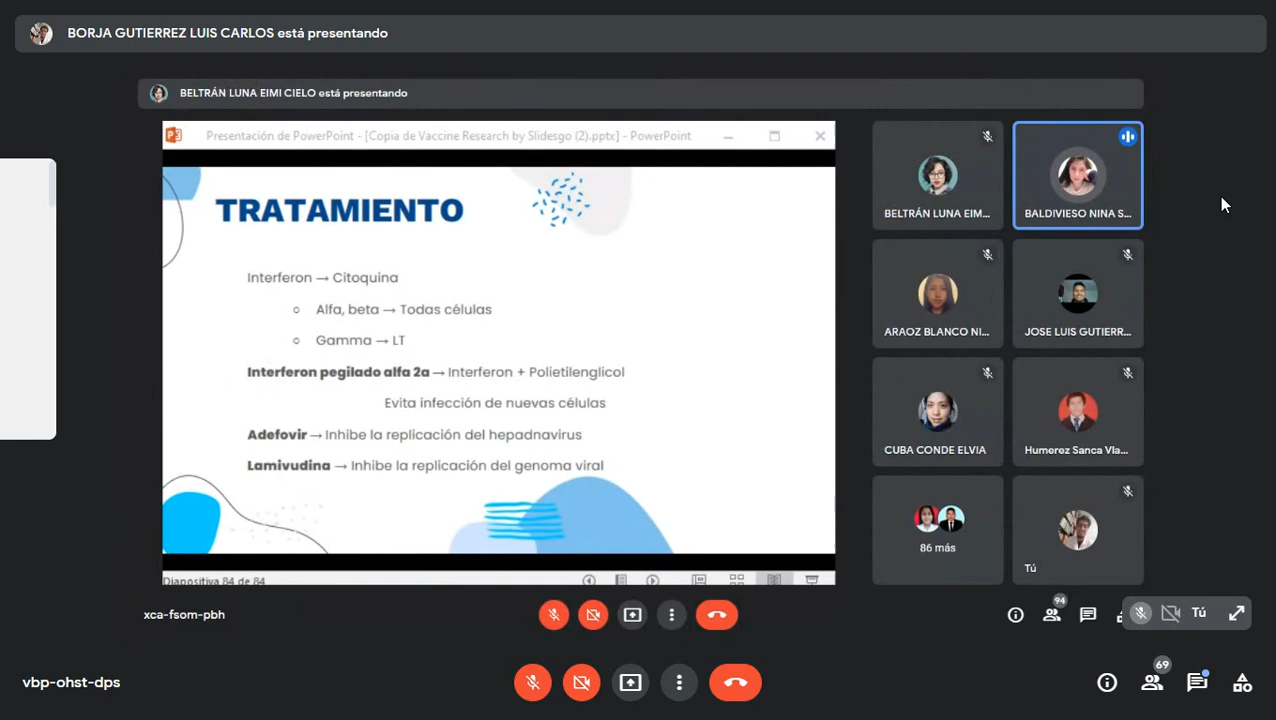 BORJA GUTIERREZ LUIS CARLOS está presentando
BELTRÁN LUNA EIMI CIELO está presentando
Presentación de PowerPoint - [Copia de Vaccine Research by Slidesgo (2).pptx] - PowerPoint
TRATAMIENTO
Interferon → Citoquina
○ Alfa, beta → Todas células
○ Gamma → LT
Interferon pegilado alfa 2a → Interferon + Polietilenglicol
Evita infección de nuevas células
Adefovir → Inhibe la replicación del hepadnavirus
Lamivudina → Inhibe la replicación del genoma viral
Diapositiva 84 de 84
BELTRÁN LUNA EIM...
BALDIVIESO NINA S...
ARAOZ BLANCO NI...
JOSE LUIS GUTIERR...
CUBA CONDE ELVIA
Humerez Sanca Vla...
86 más
Tú
xca-fsom-pbh
94
Tú
vbp-ohst-dps
69